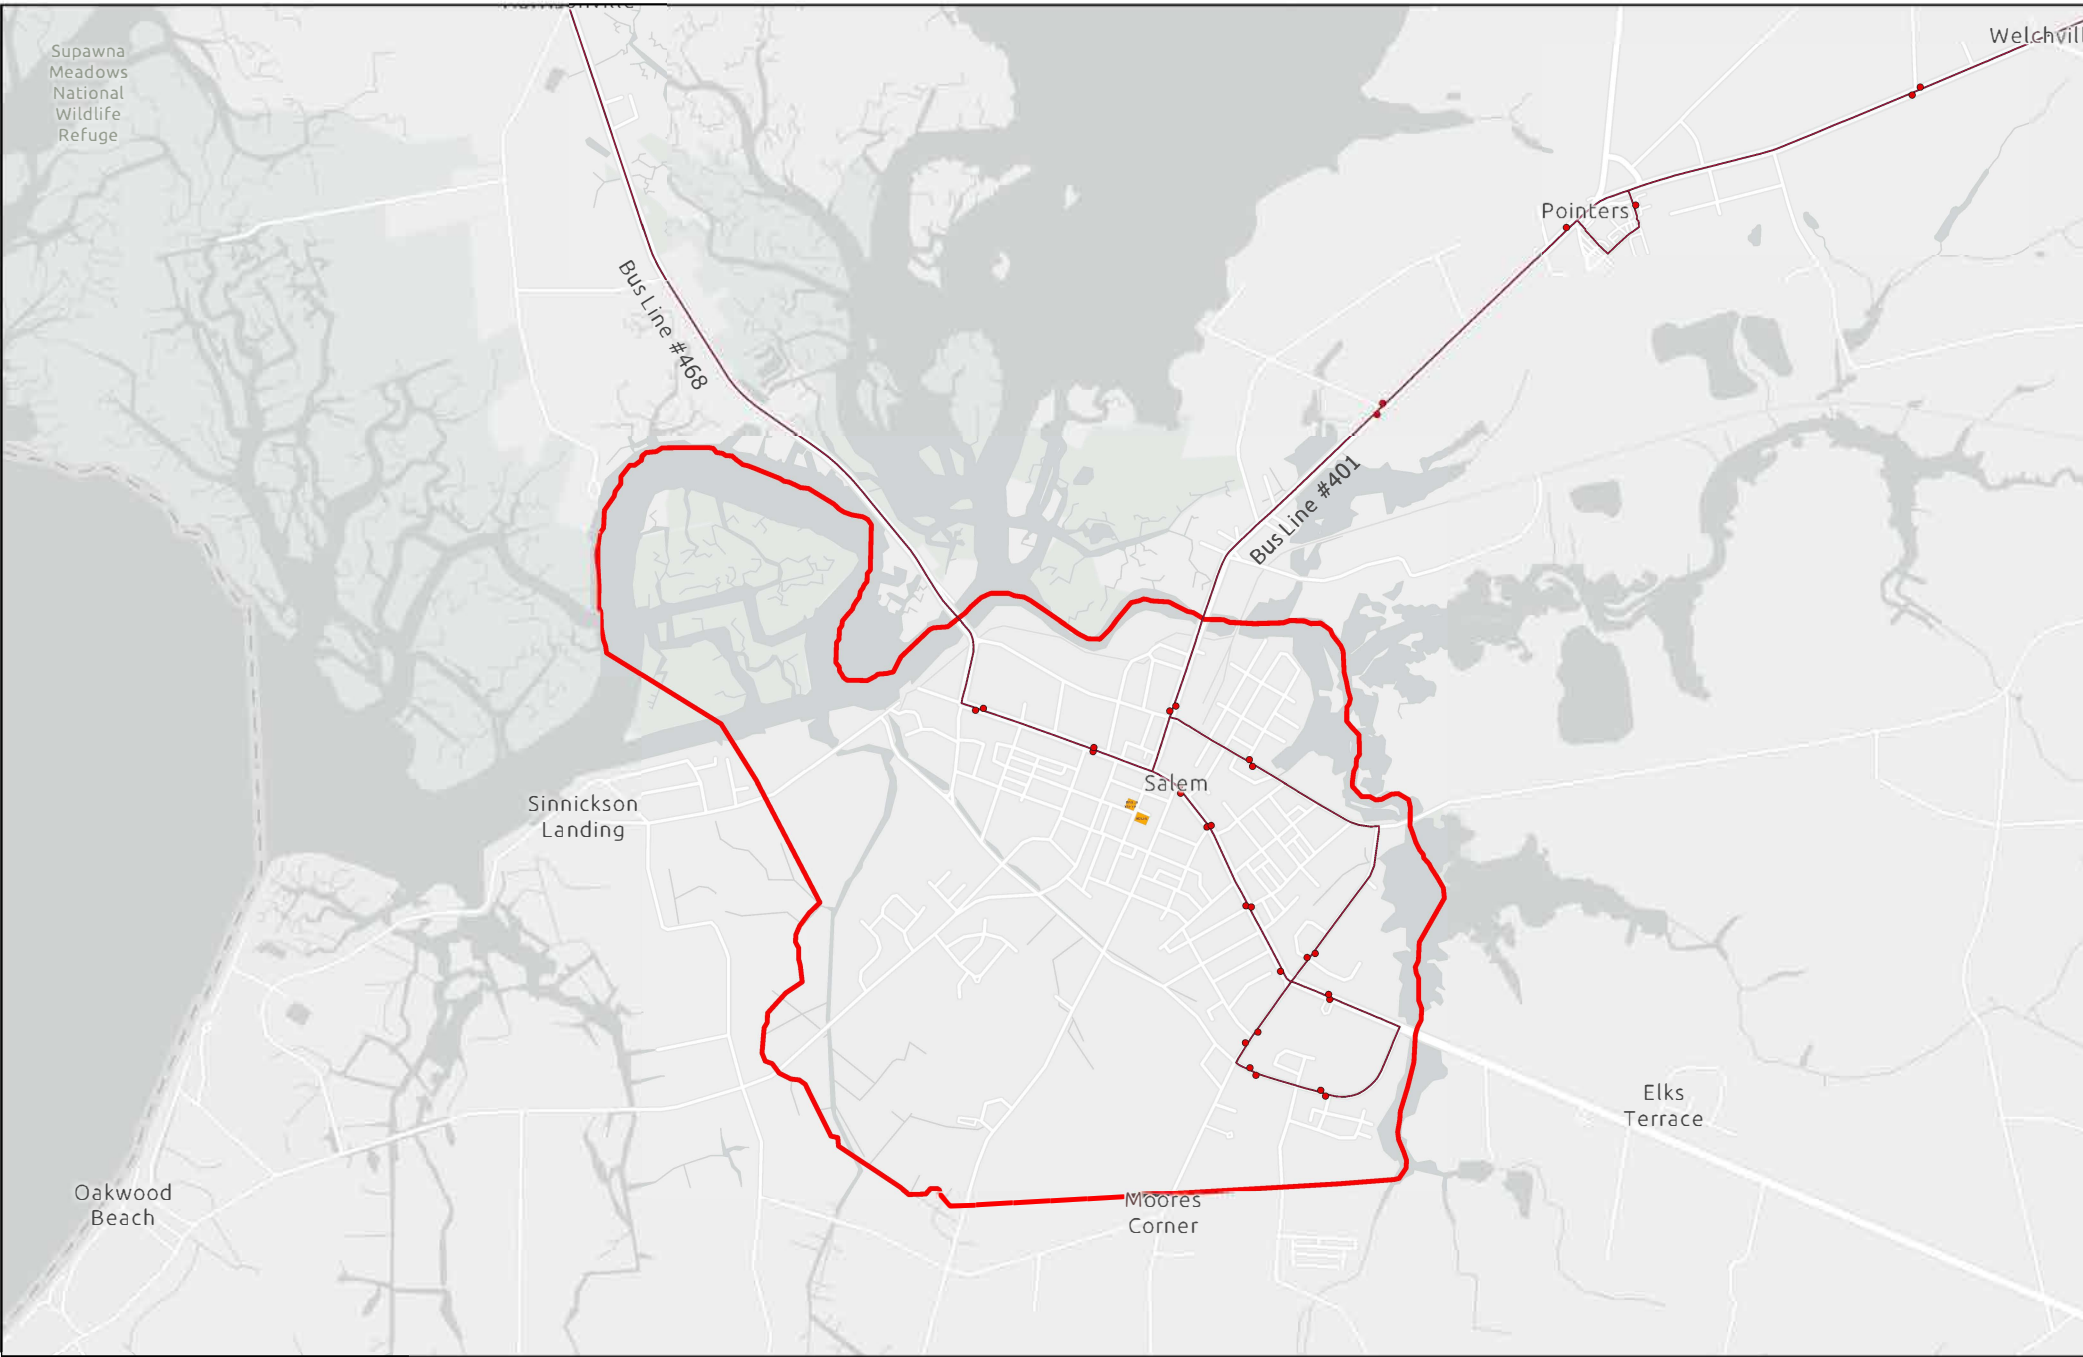 Supawna
Meadows
National
Wildlife
Refuge
Welchvill
Pointers
Bus Line #468
Bus Line #401
Salem
Sinnickson
Landing
Elks
Terrace
Oakwood
Beach
Moores
Corner